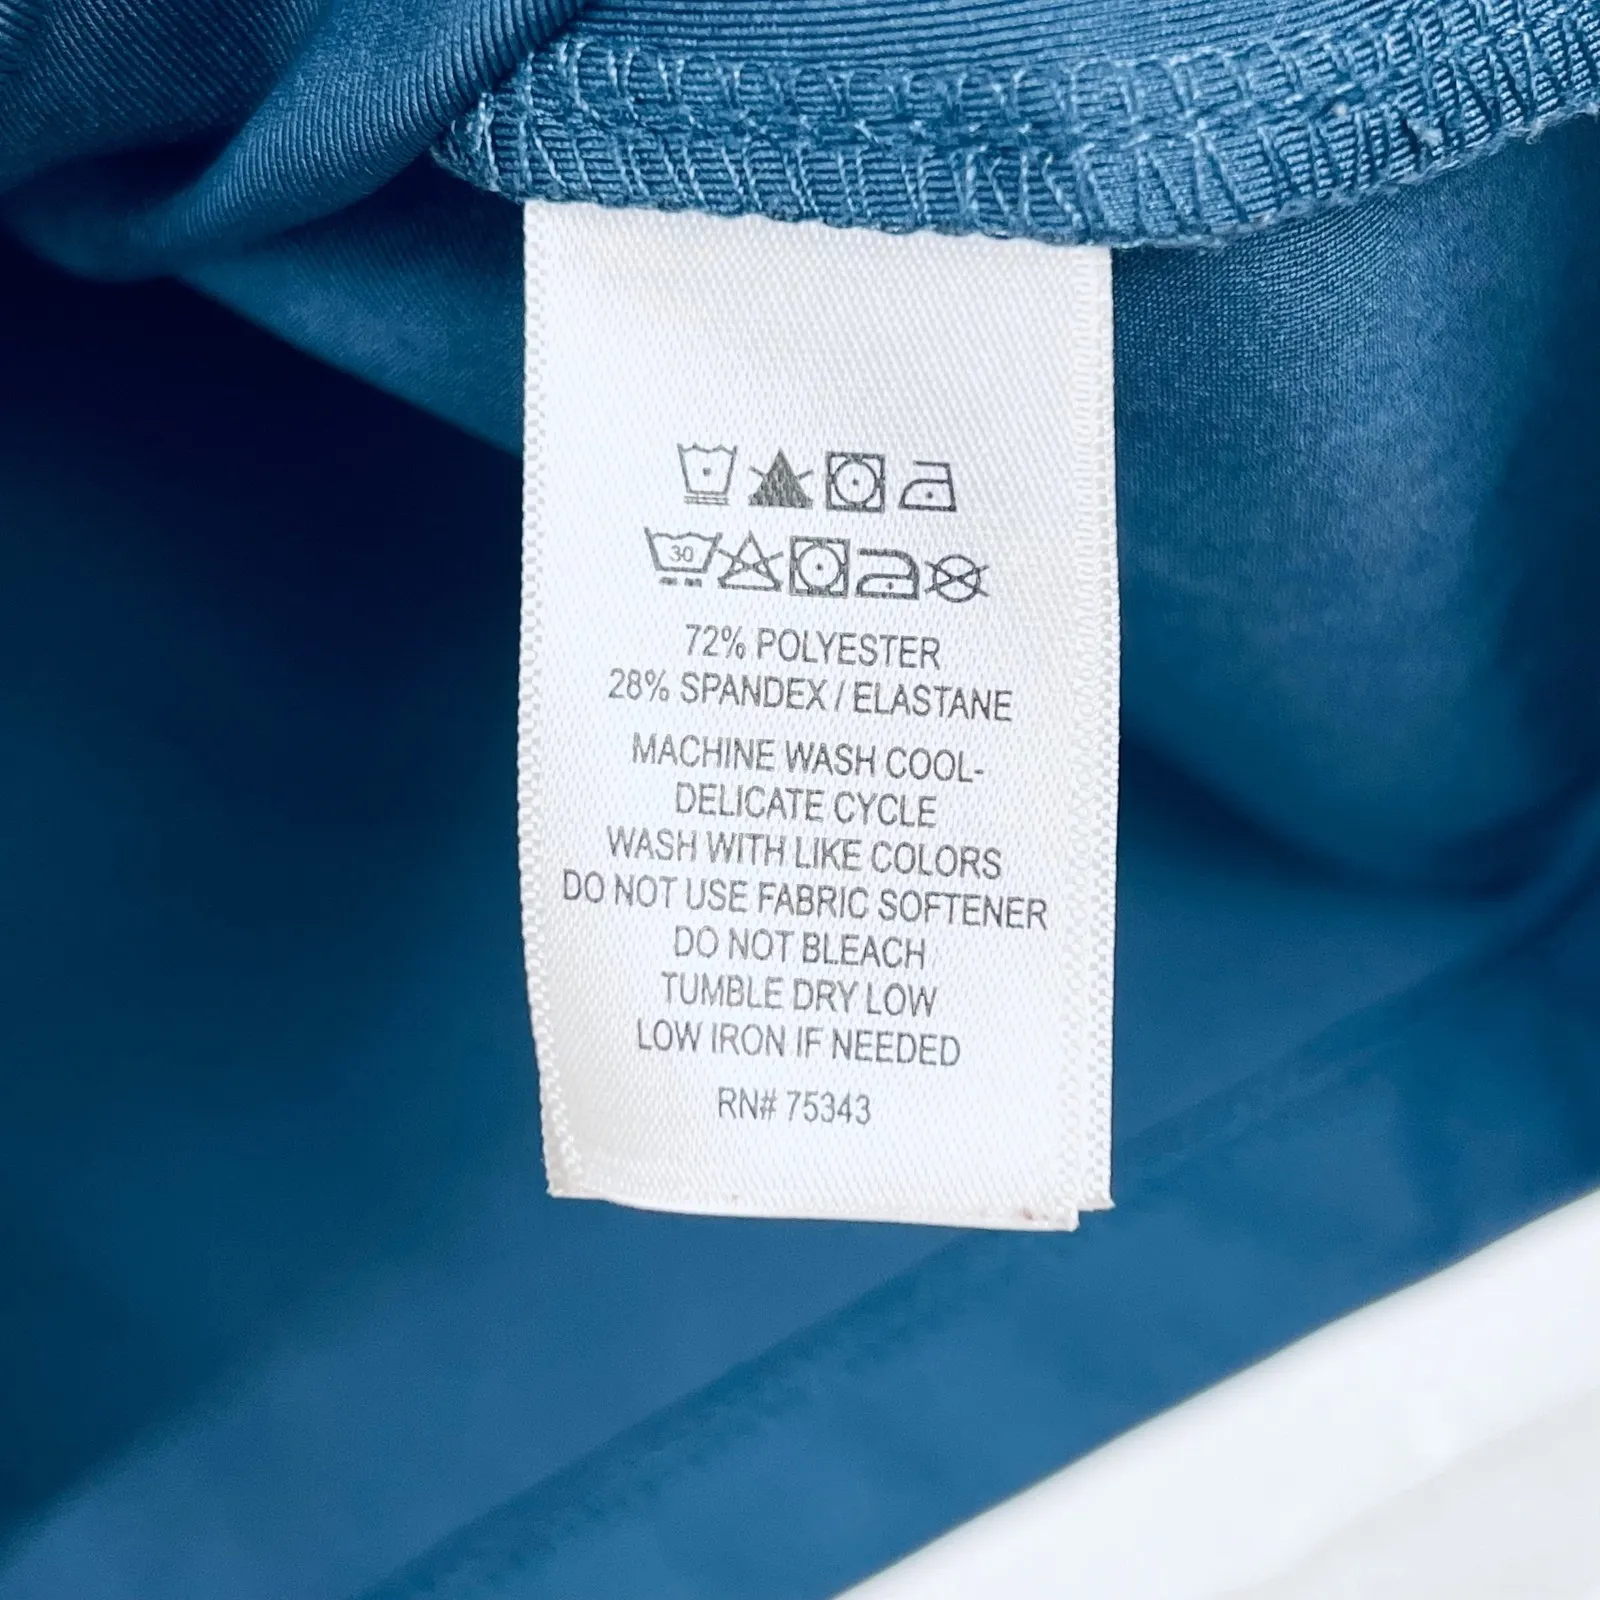 30
72% POLYESTER
28% SPANDEX / ELASTANE
MACHINE WASH COOL-
DELICATE CYCLE
WASH WITH LIKE COLORS
DO NOT USE FABRIC SOFTENER
DO NOT BLEACH
TUMBLE DRY LOW
LOW IRON IF NEEDED
RN# 75343